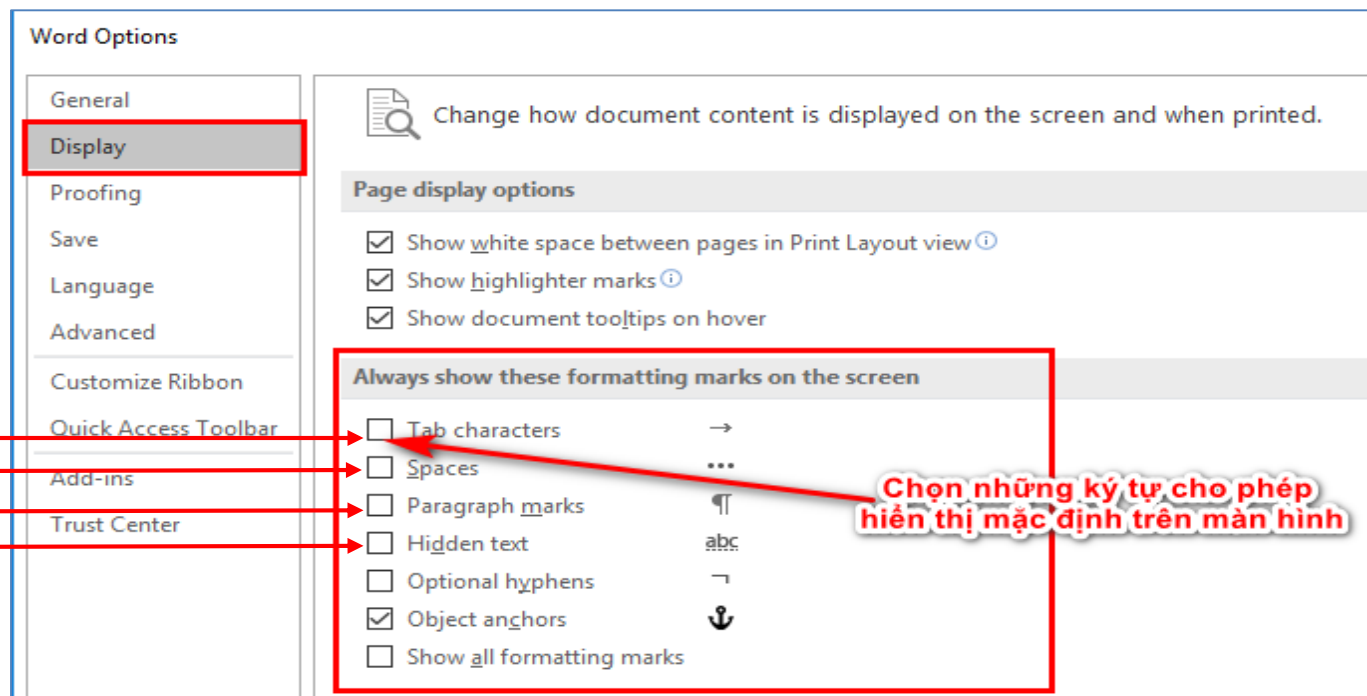 Word Options
General
Display
Proofing
Save
Language
Advanced
Customize Ribbon
Quick Access Toolbar
Add-ins
Trust Center
Change how document content is displayed on the screen and when printed.
Page display options
Show white space between pages in Print Layout view
Show highlighter marks
Show document tooltips on hover
Always show these formatting marks on the screen
Tab characters →
Spaces •••
Paragraph marks ¶
Hidden text abc
Optional hyphens ¬
Object anchors
Show all formatting marks
Chọn những ký tự cho phép
hiển thị mặc định trên màn hình